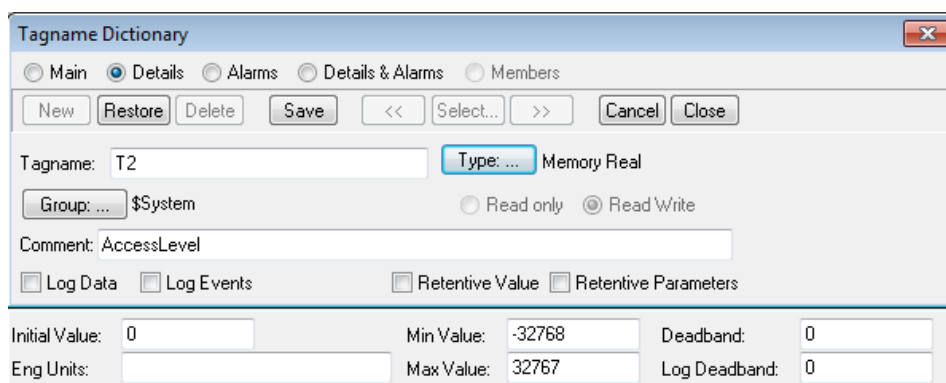 Tagname Dictionary
Main Details Alarms Details & Alarms Members
New Restore Delete Save << Select... >> Cancel Close
Tagname: T2 Type: ... Memory Real
Group: ... $System Read only Read Write
Comment: AccessLevel
Log Data Log Events Retentive Value Retentive Parameters
Initial Value: 0 Min Value: -32768 Deadband: 0
Eng Units: Max Value: 32767 Log Deadband: 0